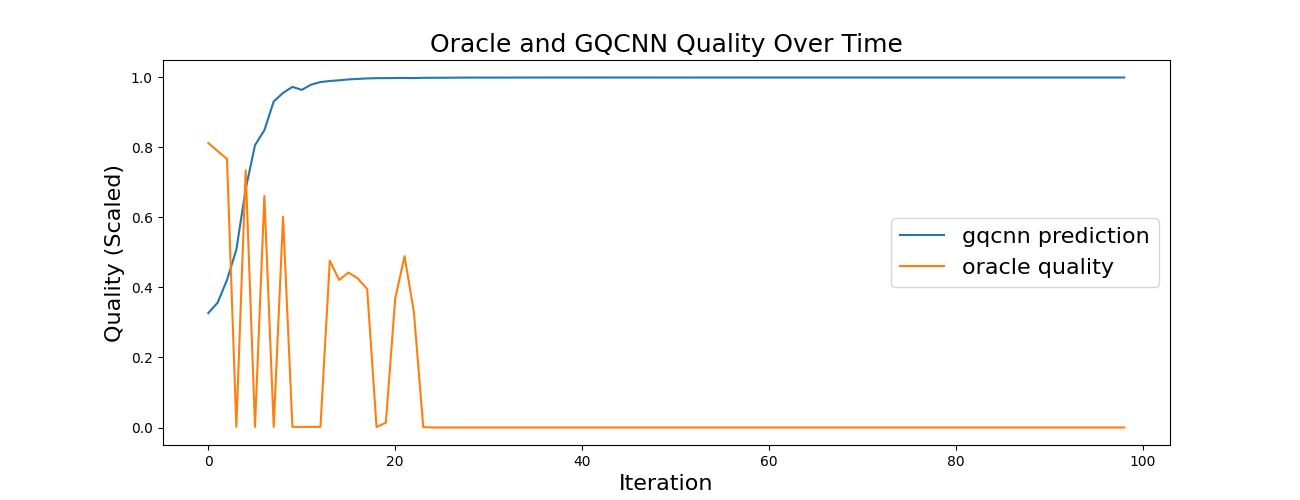 Oracle and GQCNN Quality Over Time
Quality (Scaled)
1.0
0.8
0.6
0.4
0.2
0.0
gqcnn prediction
oracle quality
0 20 40 60 80 100
Iteration